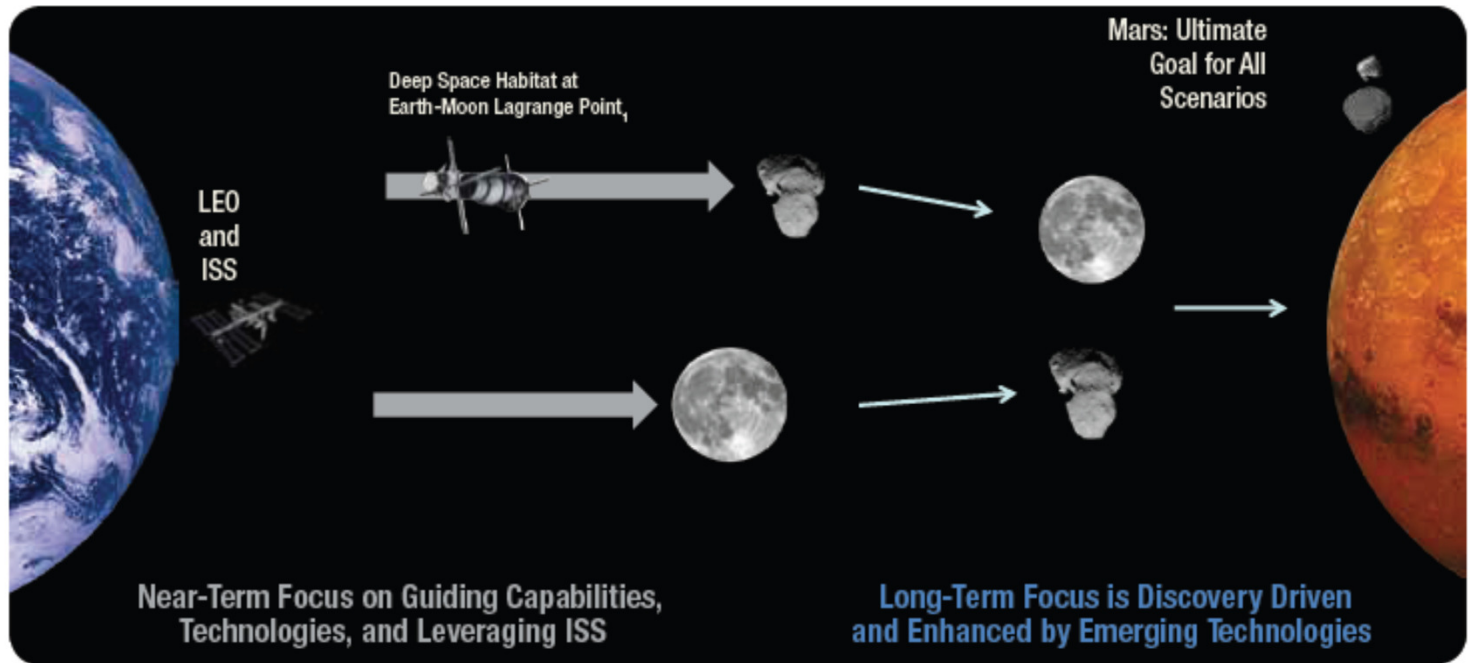 Mars: Ultimate
Goal for All
Scenarios
Deep Space Habitat at
Earth-Moon Lagrange Point1
LEO
and
ISS
Near-Term Focus on Guiding Capabilities,
Technologies, and Leveraging ISS
Long-Term Focus is Discovery Driven
and Enhanced by Emerging Technologies